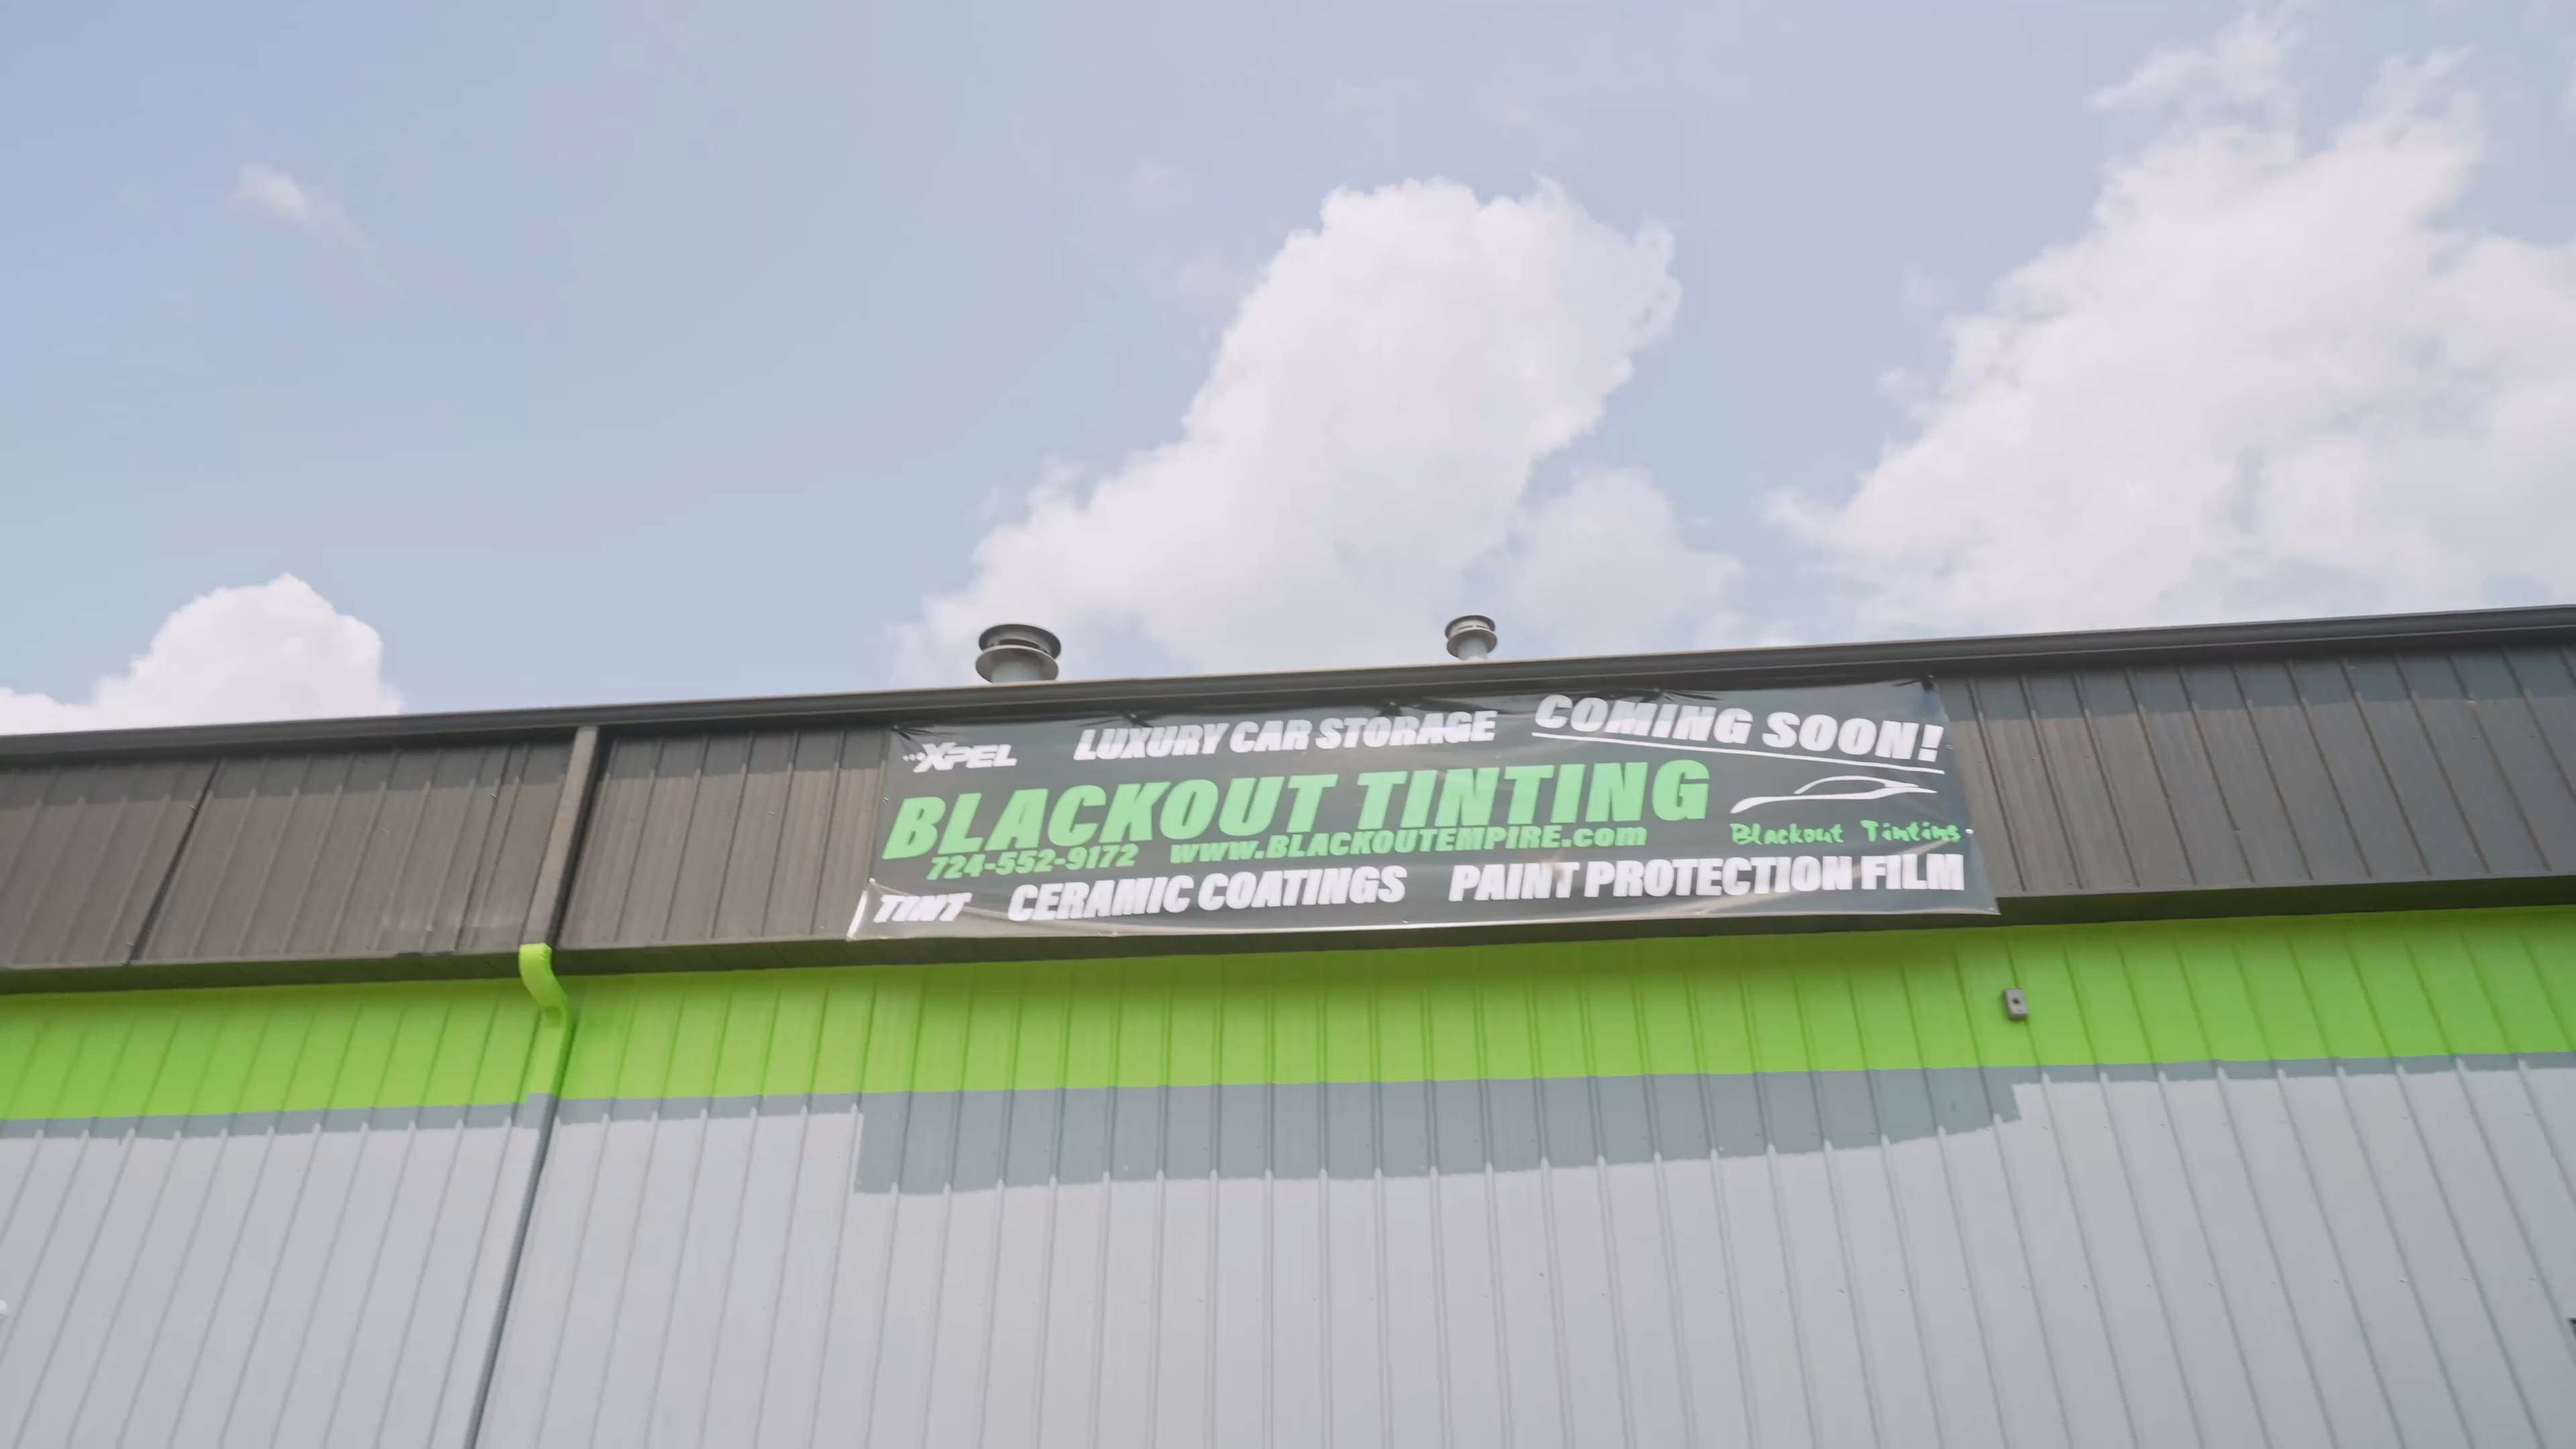 XPEL LUXURY CAR STORAGE COMING SOON!
BLACKOUT TINTING
724-552-9172 www.BLACKOUTEMPIRE.com
Blackout Tinting
TINT CERAMIC COATINGS PAINT PROTECTION FILM